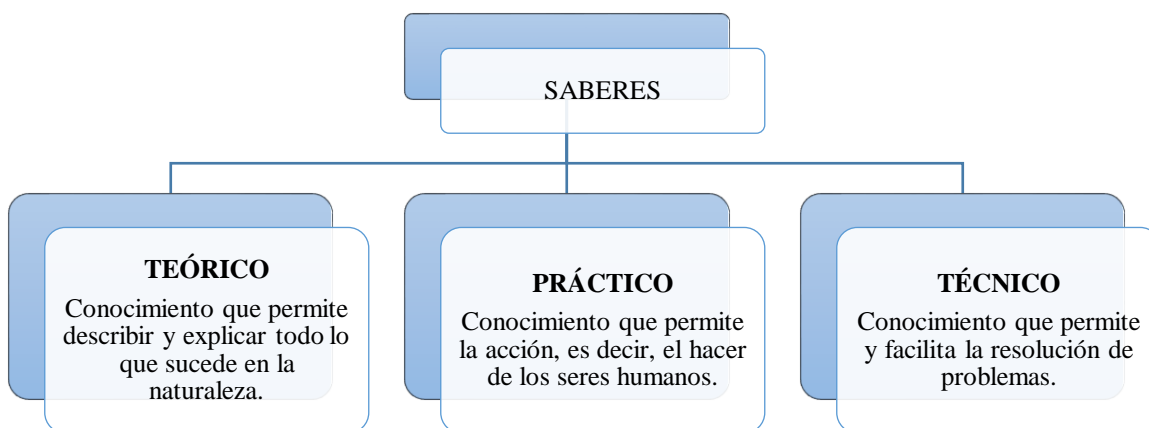 SABERES
TEÓRICO
Conocimiento que permite
describir y explicar todo lo
que sucede en la
naturaleza.
PRÁCTICO
Conocimiento que permite
la acción, es decir, el hacer
de los seres humanos.
TÉCNICO
Conocimiento que permite
y facilita la resolución de
problemas.